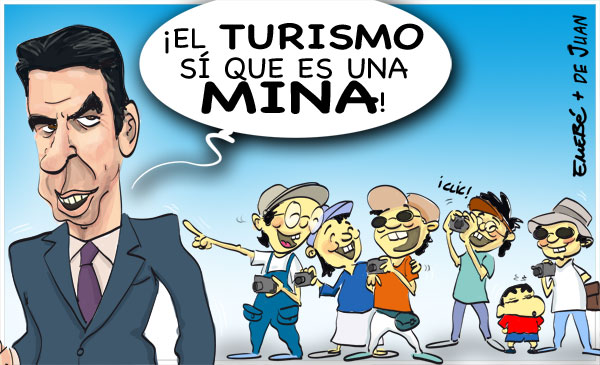 ¡EL TURISMO
SÍ QUE ES UNA
MINA!
¡CLIC!
EMEBÉ + DE JUAN